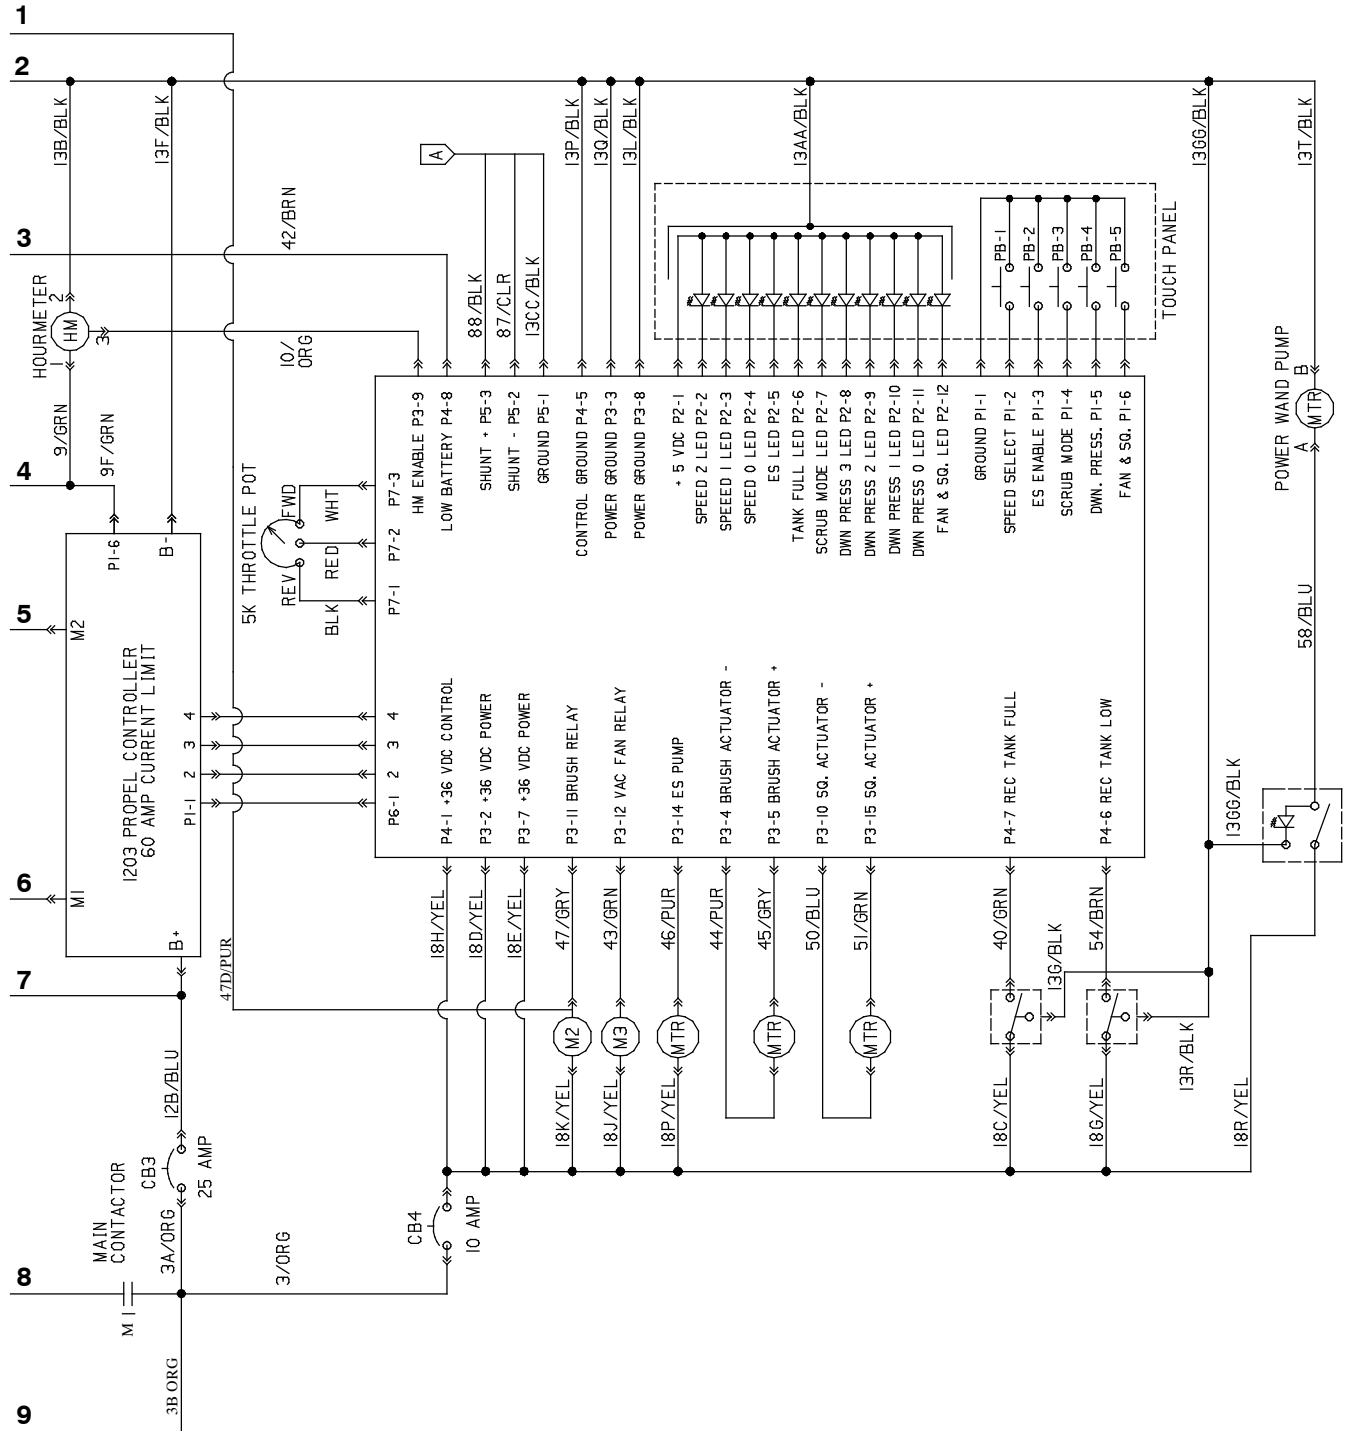 1
2
13B/BLK
13F/BLK
13P/BLK
13Q/BLK
13L/BLK
13AA/BLK
13GG/BLK
13T/BLK
A
3
42/BRN
88/BLK
87/CLR
13CC/BLK
PB-1
PB-2
PB-3
PB-4
PB-5
TOUCH PANEL
HOURMETER
2
HM
3
1
10/
ORG
POWER WAND PUMP
B
MTR
A
9/GRN
9F/GRN
4
HM ENABLE P3-9
LOW BATTERY P4-8
SHUNT + P5-3
SHUNT - P5-2
GROUND P5-1
CONTROL GROUND P4-5
POWER GROUND P3-3
POWER GROUND P3-8
+ 5 VDC P2-1
SPEED 2 LED P2-2
SPEEED 1 LED P2-3
SPEED 0 LED P2-4
ES LED P2-5
TANK FULL LED P2-6
SCRUB MODE LED P2-7
DWN PRESS 3 LED P2-8
DWN PRESS 2 LED P2-9
DWN PRESS 1 LED P2-10
DWN PRESS 0 LED P2-11
FAN & SQ. LED P2-12
GROUND P1-1
SPEED SELECT P1-2
ES ENABLE P1-3
SCRUB MODE P1-4
DWN. PRESS. P1-5
FAN & SQ. P1-6
5K THROTTLE POT
FWD
WHT
P7-3
RED
P7-2
REV
BLK
P7-1
P1-6
B-
5
M2
1203 PROPEL CONTROLLER
60 AMP CURRENT LIMIT
58/BLU
4
3
2
P1-1
4
3
2
P6-1
P4-1 +36 VDC CONTROL
P3-2 +36 VDC POWER
P3-7 +36 VDC POWER
P3-11 BRUSH RELAY
P3-12 VAC FAN RELAY
P3-14 ES PUMP
P3-4 BRUSH ACTUATOR -
P3-5 BRUSH ACTUATOR +
P3-10 SQ. ACTUATOR -
P3-15 SQ. ACTUATOR +
P4-7 REC TANK FULL
P4-6 REC TANK LOW
13GG/BLK
6
M1
B+
47D/PUR
18H/YEL
18D/YEL
18E/YEL
47/GRY
43/GRN
46/PUR
44/PUR
45/GRY
50/BLU
51/GRN
40/GRN
13G/BLK
54/BRN
7
M2
M3
MTR
MTR
MTR
13R/BLK
12B/BLU
18K/YEL
18J/YEL
18P/YEL
18C/YEL
18G/YEL
18R/YEL
CB3
25 AMP
MAIN
CONTACTOR
3A/ORG
3/ORG
CB4
10 AMP
8
M 1
3B ORG
9